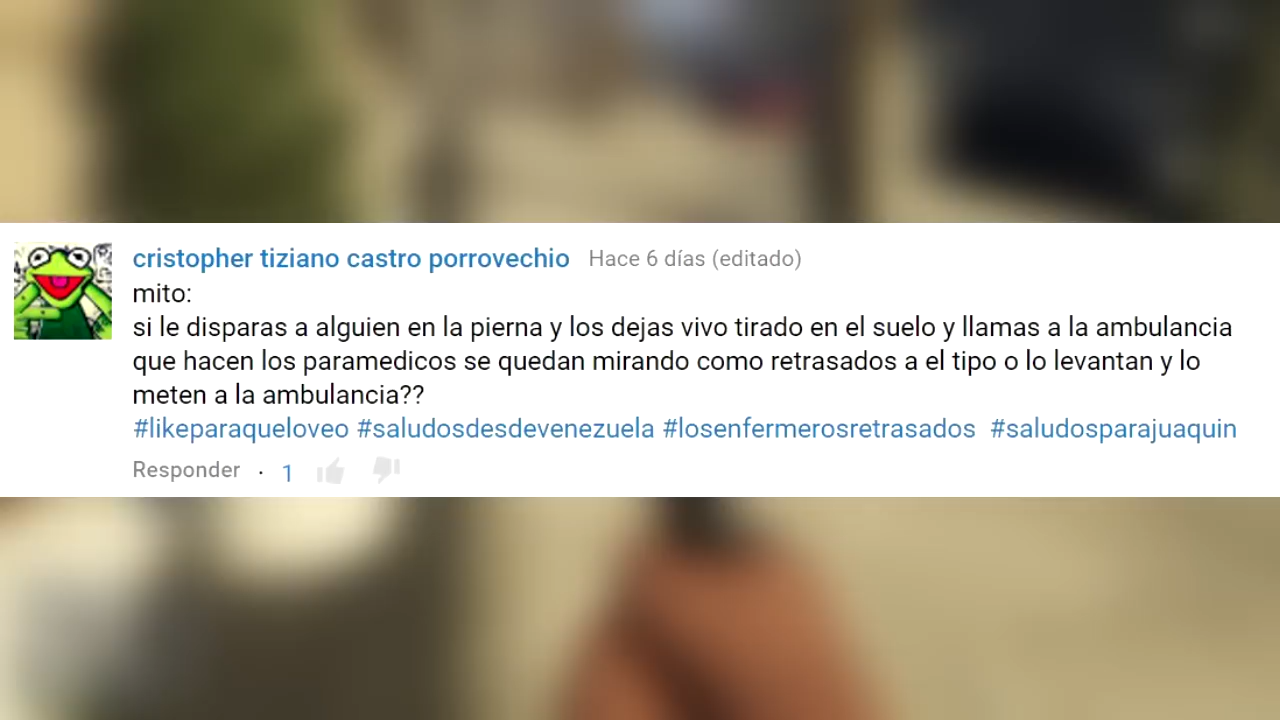 cristopher tiziano castro porrovechio Hace 6 días (editado)
mito:
si le disparas a alguien en la pierna y los dejas vivo tirado en el suelo y llamas a la ambulancia
que hacen los paramedicos se quedan mirando como retrasados a el tipo o lo levantan y lo
meten a la ambulancia??
#likeparaqueloveo #saludosdesdevenezuela #losenfermerosretrasados #saludosparajuaquin
Responder · 1